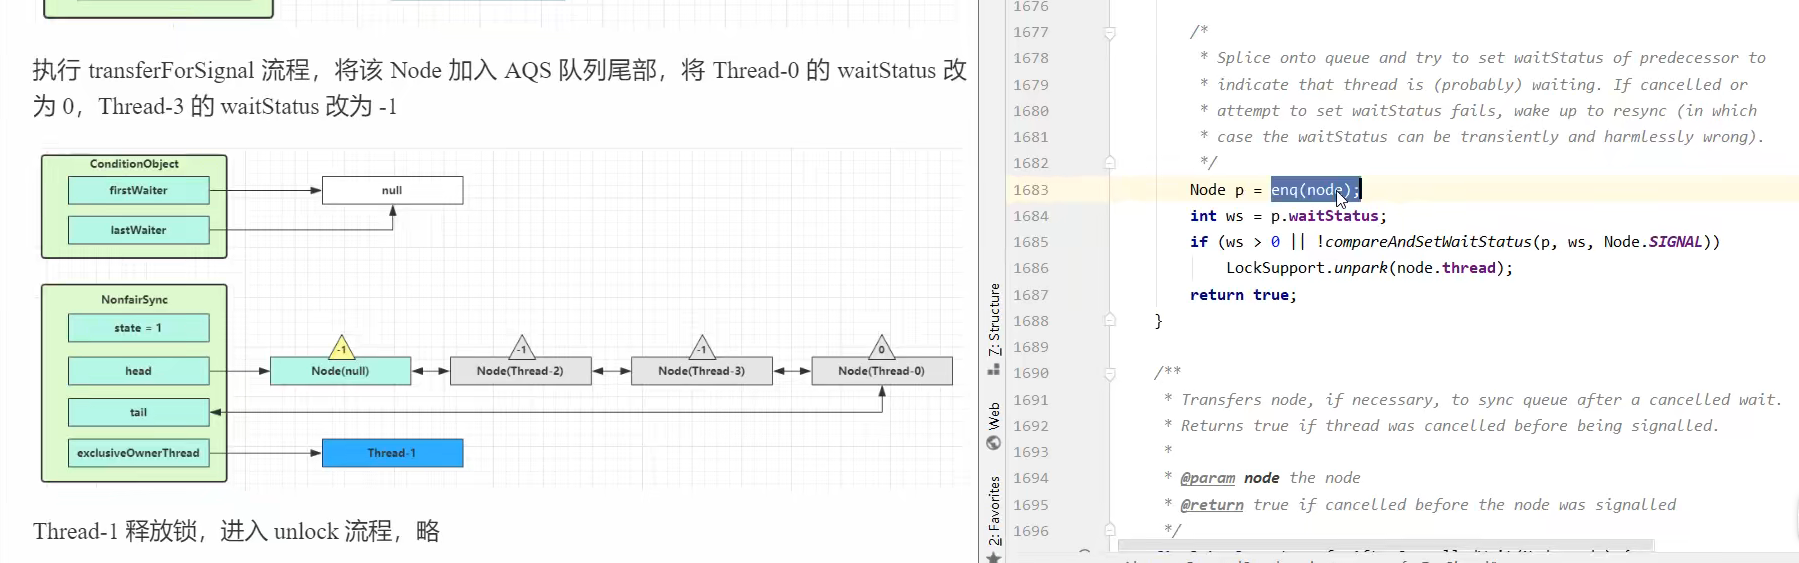 执行 transferForSignal 流程，将该 Node 加入 AQS 队列尾部，将 Thread-0 的 waitStatus 改
为 0，Thread-3 的 waitStatus 改为 -1
ConditionObject
firstWaiter
null
lastWaiter
NonfairSync
state = 1
-1
-1
-1
0
head
Node(null)
Node(Thread-2)
Node(Thread-3)
Node(Thread-0)
tail
exclusiveOwnerThread
Thread-1
Thread-1 释放锁，进入 unlock 流程，略
7: Structure
Web
2: Favorites
1676
1677 /*
1678 * Splice onto queue and try to set waitStatus of predecessor to
1679 * indicate that thread is (probably) waiting. If cancelled or
1680 * attempt to set waitStatus fails, wake up to resync (in which
1681 * case the waitStatus can be transiently and harmlessly wrong).
1682 */
1683 Node p = enq(node);
1684 int ws = p.waitStatus;
1685 if (ws > 0 || !compareAndSetWaitStatus(p, ws, Node.SIGNAL))
1686 LockSupport.unpark(node.thread);
1687 return true;
1688 }
1689
1690 /**
1691 * Transfers node, if necessary, to sync queue after a cancelled wait.
1692 * Returns true if thread was cancelled before being signalled.
1693 *
1694 * @param node the node
1695 * @return true if cancelled before the node was signalled
1696 */